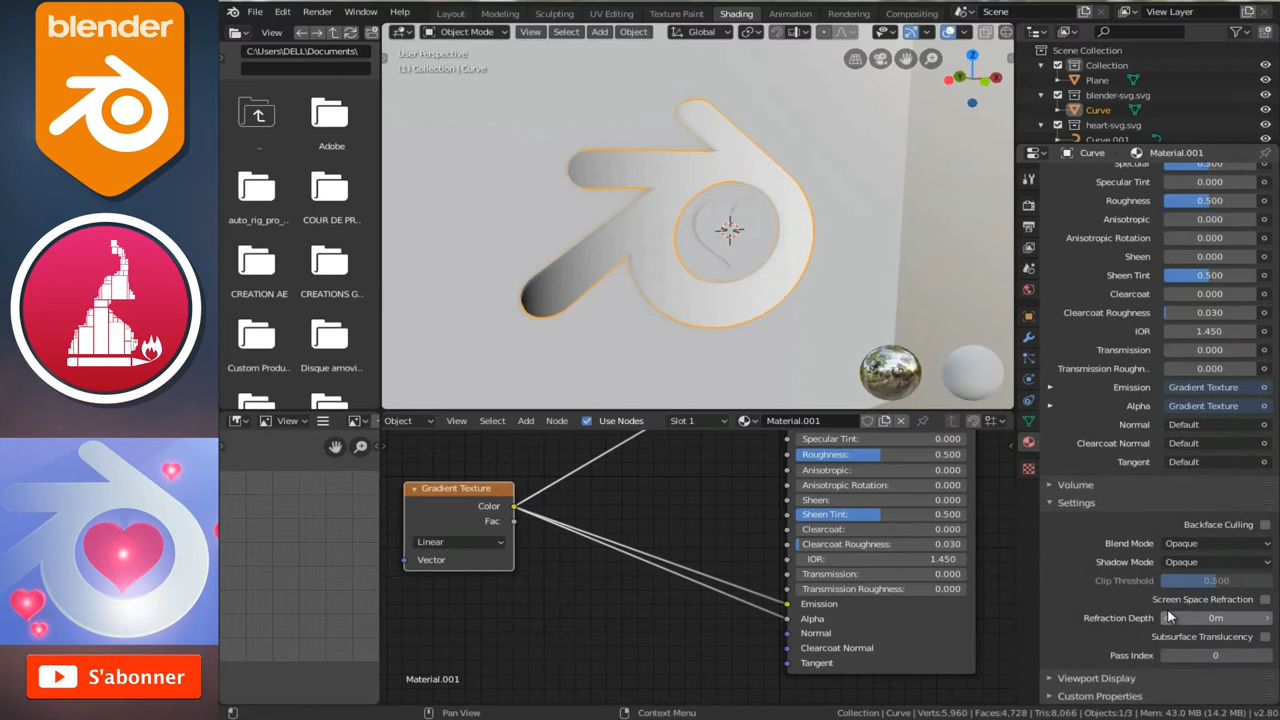 blender
File Edit Render Window Help Layout Modeling Sculpting UV Editing Texture Paint Shading Animation Rendering Compositing Scene View Layer
View Object Mode View Select Add Object Global
C:\Users\DELL\Documents\
User Perspective
(1) Collection | Curve
X
Y
Z
Scene Collection
Collection
Plane
blender-svg.svg
Curve
heart-svg.svg
Curve.001
Curve Material.001
..
Adobe
auto_rig_pro_...
COUR DE PR...
CREATION AE
CREATIONS G...
Custom Produ...
Disque amovi...
Specular 0.500
Specular Tint 0.000
Roughness 0.500
Anisotropic 0.000
Anisotropic Rotation 0.000
Sheen 0.000
Sheen Tint 0.500
Clearcoat 0.000
Clearcoat Roughness 0.030
IOR 1.450
Transmission 0.000
Transmission Roughn... 0.000
Emission Gradient Texture
Alpha Gradient Texture
Normal Default
Clearcoat Normal Default
Tangent Default
Volume
Settings
Backface Culling
Blend Mode Opaque
Shadow Mode Opaque
Clip Threshold 0.500
Screen Space Refraction
Refraction Depth 0m
Subsurface Translucency
Pass Index 0
Viewport Display
Custom Properties
View Object View Select Add Node Use Nodes Slot 1 Material.001
Gradient Texture
Color
Fac
Linear
Vector
Specular Tint: 0.000
Roughness: 0.500
Anisotropic: 0.000
Anisotropic Rotation: 0.000
Sheen: 0.000
Sheen Tint: 0.500
Clearcoat: 0.000
Clearcoat Roughness: 0.030
IOR: 1.450
Transmission: 0.000
Transmission Roughness: 0.000
Emission
Alpha
Normal
Clearcoat Normal
Tangent
Material.001
S'abonner
Pan View Context Menu Collection | Curve | Verts:5,960 | Faces:4,728 | Tris:8,066 | Objects:1/3 | Mem: 43.0 MB (14.2 MB) | v2.80